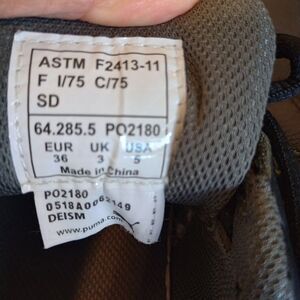 ASTM F2413-11
F I/75 C/75
SD
64.285.5 PO2180
EUR UK USA
36 3 5
Made in China
PO2180
0518A0062149
DEISM
www.puma.com